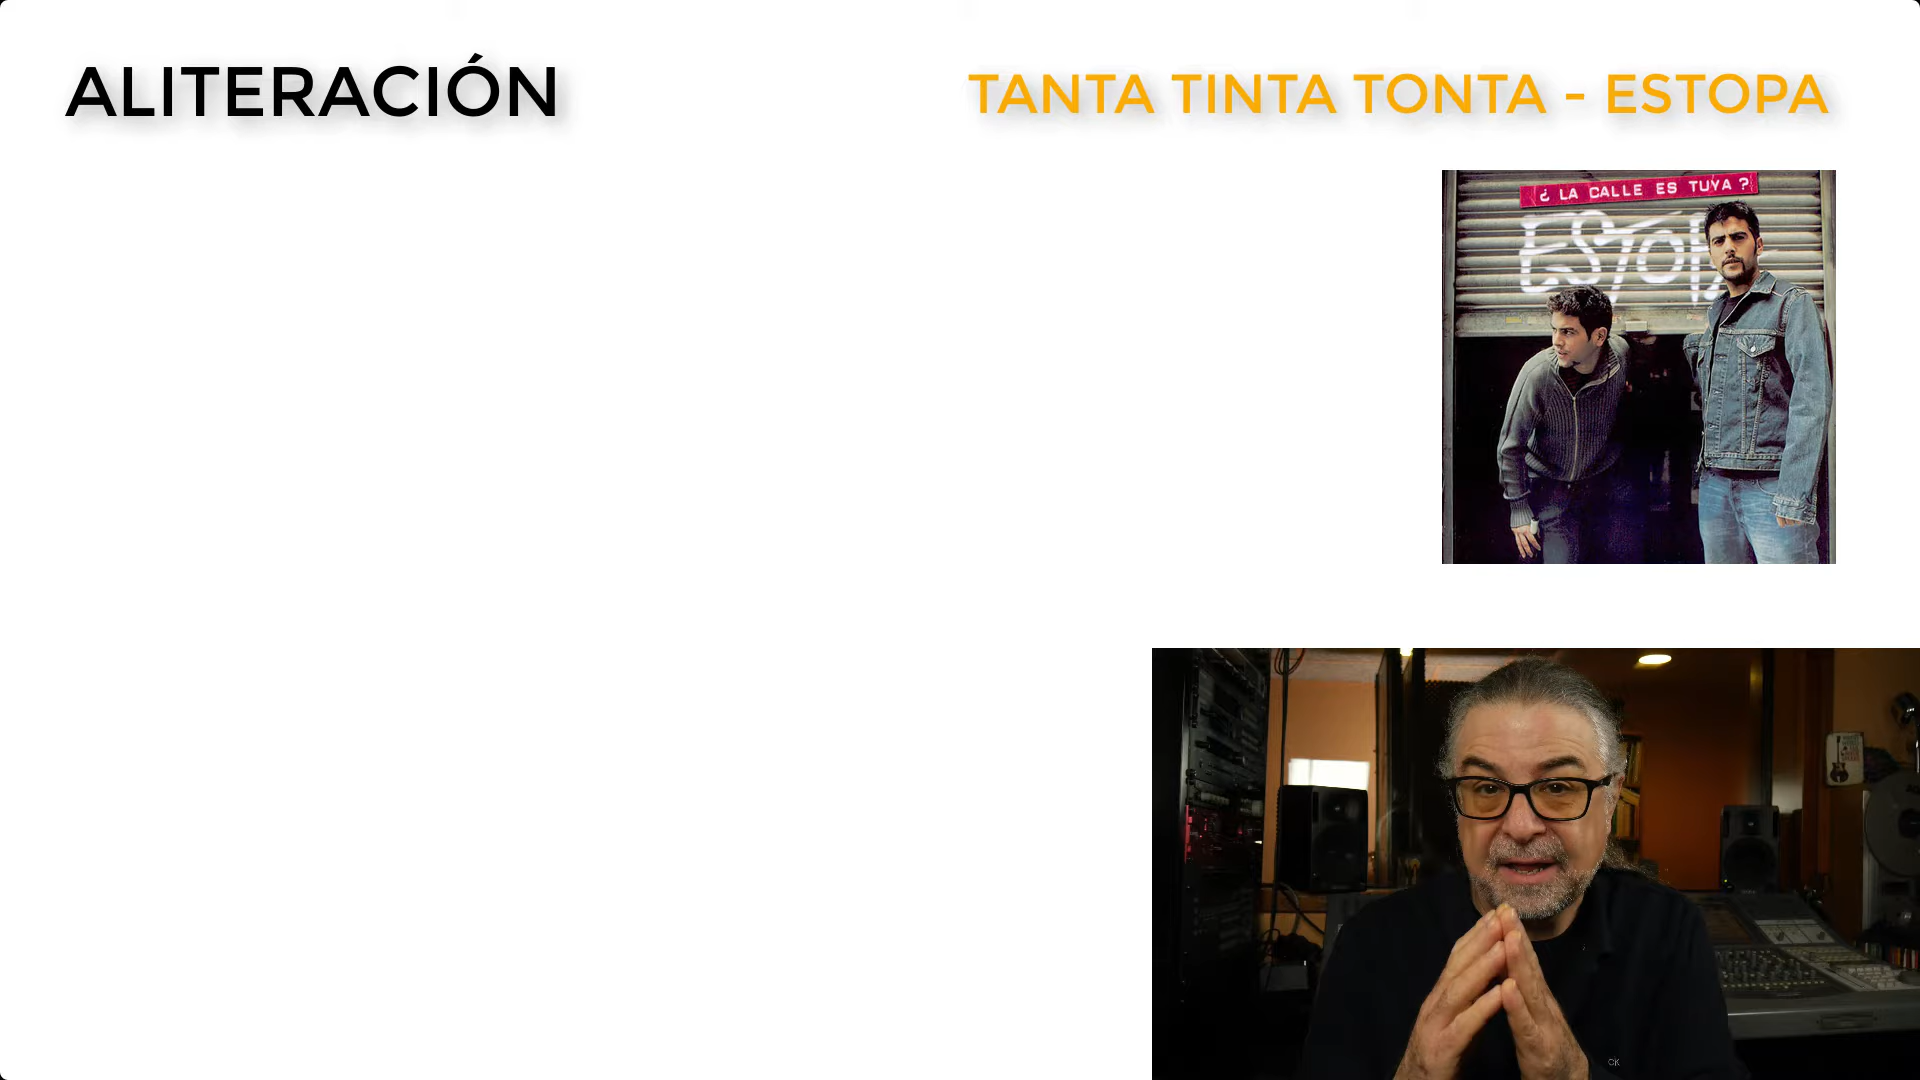 ALITERACIÓN
TANTA TINTA TONTA - ESTOPA
¿ LA CALLE ES TUYA ?
ESTOPA